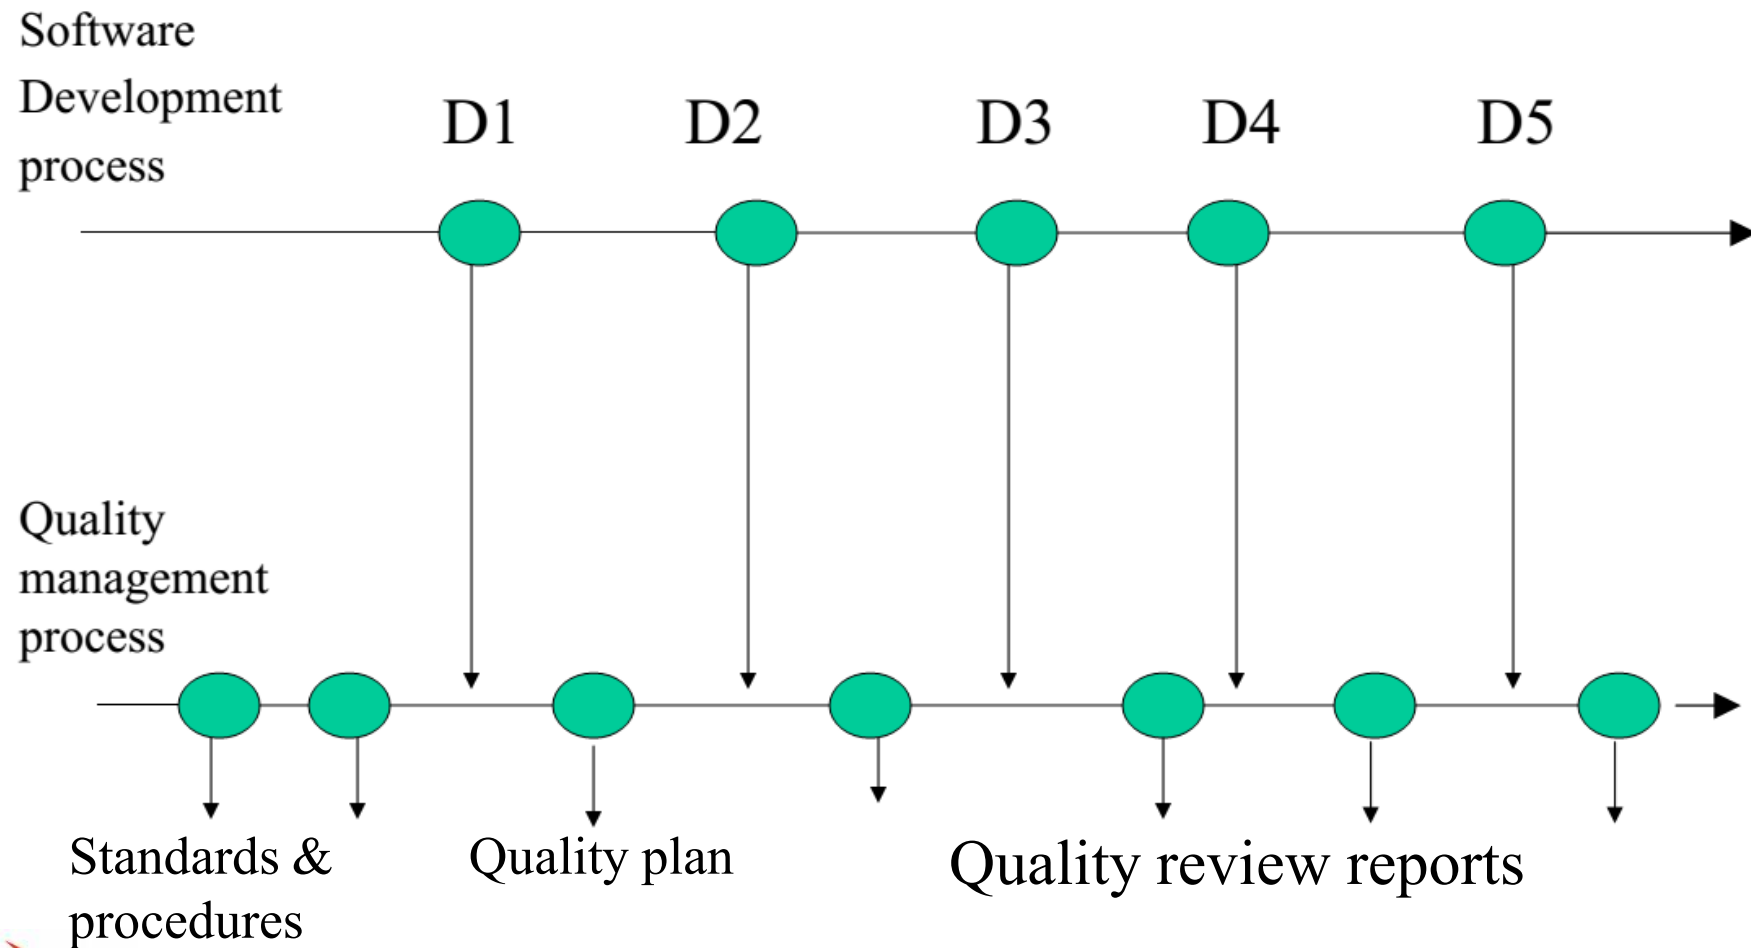 Software
Development
process
D1
D2
D3
D4
D5
Quality
management
process
Standards &
procedures
Quality plan
Quality review reports